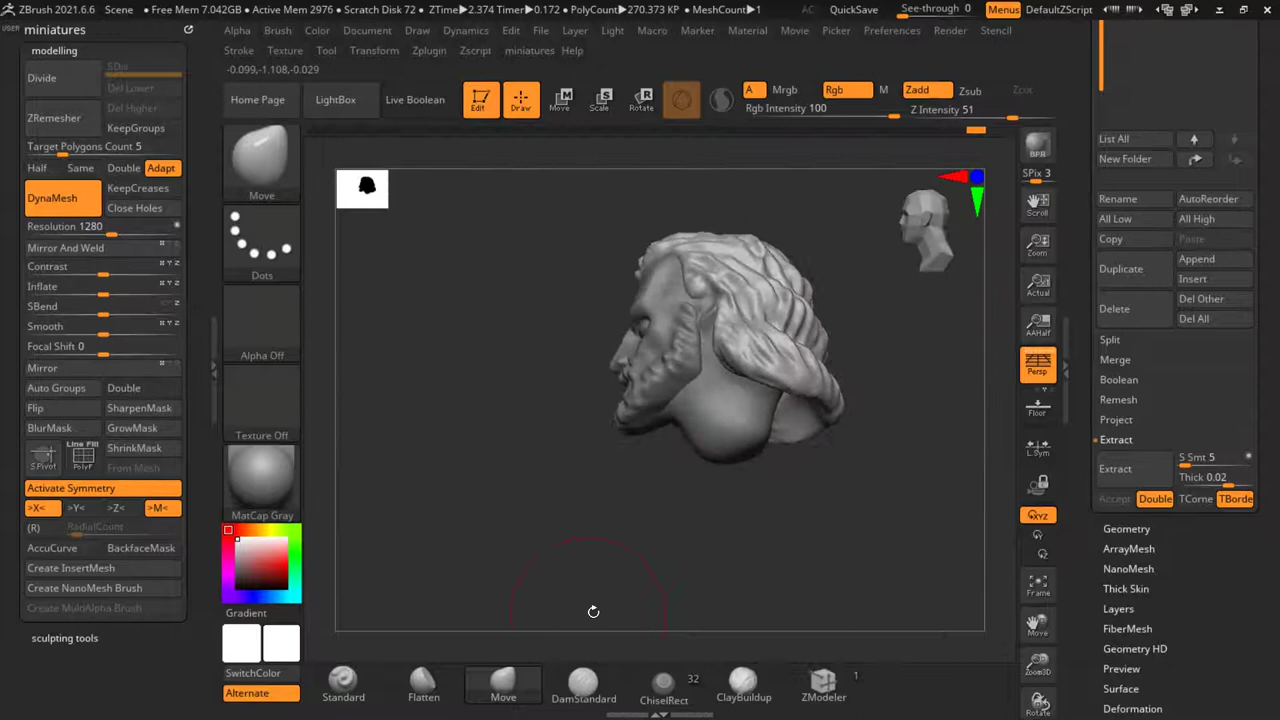 ZBrush 2021.6.6 Scene • Free Mem 7.042GB • Active Mem 2976 • Scratch Disk 72 • ZTime▶2.374 Timer▶0.172 • PolyCount▶270.373 KP • MeshCount▶1 AC QuickSave See-through 0 Menus DefaultZScript
USER miniatures Alpha Brush Color Document Draw Dynamics Edit File Layer Light Macro Marker Material Movie Picker Preferences Render Stencil
modelling Stroke Texture Tool Transform Zplugin Zscript miniatures Help
-0.099,-1.108,-0.029
Divide
SDiv
Del Lower
ZRemesher
Del Higher
KeepGroups
Target Polygons Count 5
Half Same Double Adapt
DynaMesh
KeepCreases
Close Holes
Resolution 1280
Mirror And Weld
Contrast
Inflate
SBend
Smooth
Focal Shift 0
Mirror
Auto Groups Double
Flip SharpenMask
BlurMask GrowMask
S.Pivot
Line Fill
PolyF
ShrinkMask
From Mesh
Activate Symmetry
>X< >Y< >Z< >M<
(R) RadialCount
AccuCurve BackfaceMask
Create InsertMesh
Create NanoMesh Brush
Create MultiAlpha Brush
sculpting tools
Home Page LightBox Live Boolean
Edit Draw Move Scale Rotate
A Mrgb Rgb M Zadd Zsub Zcut
Rgb Intensity 100 Z Intensity 51
Move
Dots
Alpha Off
Texture Off
MatCap Gray
Gradient
SwitchColor
Alternate
Standard
Flatten
Move
DamStandard
32
ChiselRect
ClayBuildup
1
ZModeler
BPR
SPix 3
Scroll
Zoom
Actual
AAHalf
Persp
Floor
L.Sym
XYZ
Frame
Move
Zoom3D
Rotate
List All
New Folder
Rename AutoReorder
All Low All High
Copy Paste
Duplicate
Append
Insert
Delete
Del Other
Del All
Split
Merge
Boolean
Remesh
Project
Extract
Extract
S Smt 5
Thick 0.02
Accept Double TCorne TBorde
Geometry
ArrayMesh
NanoMesh
Thick Skin
Layers
FiberMesh
Geometry HD
Preview
Surface
Deformation